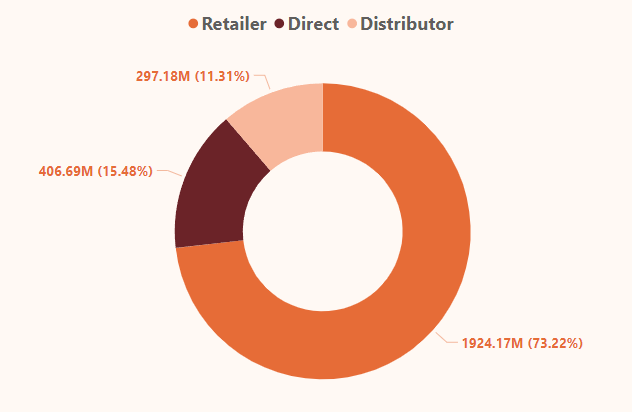 Retailer Direct Distributor
297.18M (11.31%)
406.69M (15.48%)
1924.17M (73.22%)